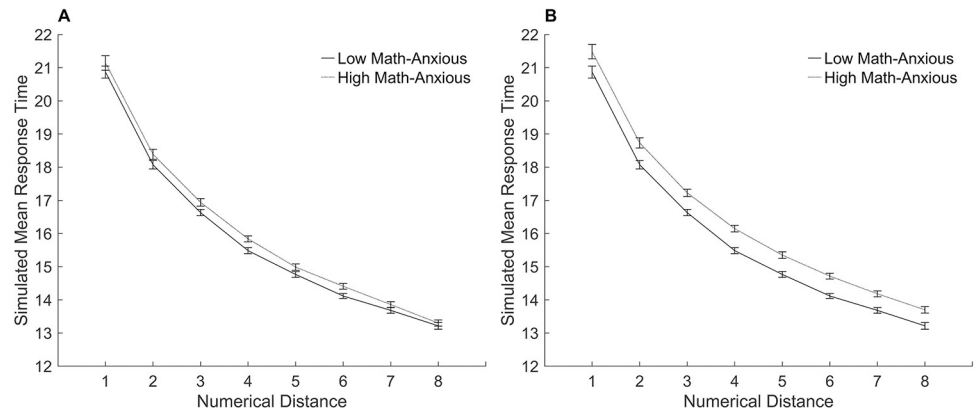 A
22
21
20
19
18
17
16
15
14
13
12
Simulated Mean Response Time
Low Math-Anxious
High Math-Anxious
1 2 3 4 5 6 7 8
Numerical Distance
B
22
21
20
19
18
17
16
15
14
13
12
Simulated Mean Response Time
Low Math-Anxious
High Math-Anxious
1 2 3 4 5 6 7 8
Numerical Distance